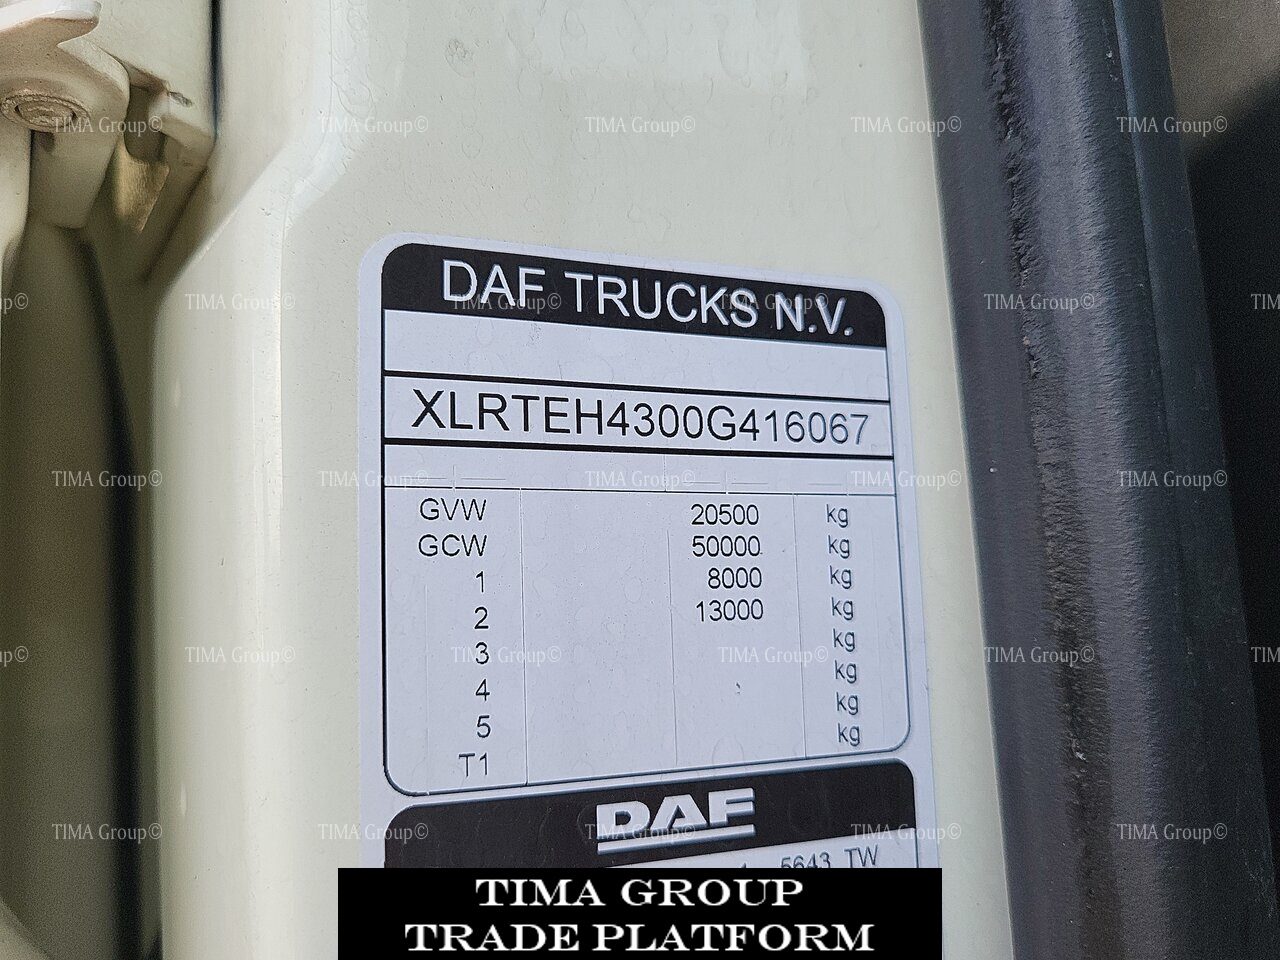 DAF TRUCKS N.V.
XLRTEH4300G416067
GVW 20500 kg
GCW 50000 kg
1 8000 kg
2 13000 kg
3 kg
4 kg
5 kg
T1 kg
DAF
5643 TW
TIMA GROUP
TRADE PLATFORM
TIMA Group©